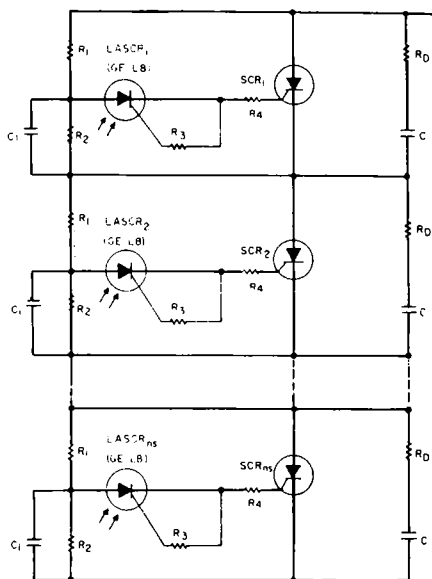 R1
LASCR1
(GE L8)
SCR1
RD
R4
C1
R2
R3
C
R1
LASCR2
(GE L8)
SCR2
RD
R4
C1
R2
R3
C
LASCRns
(GE L8)
R1
SCRns
RD
R4
C1
R2
R3
C